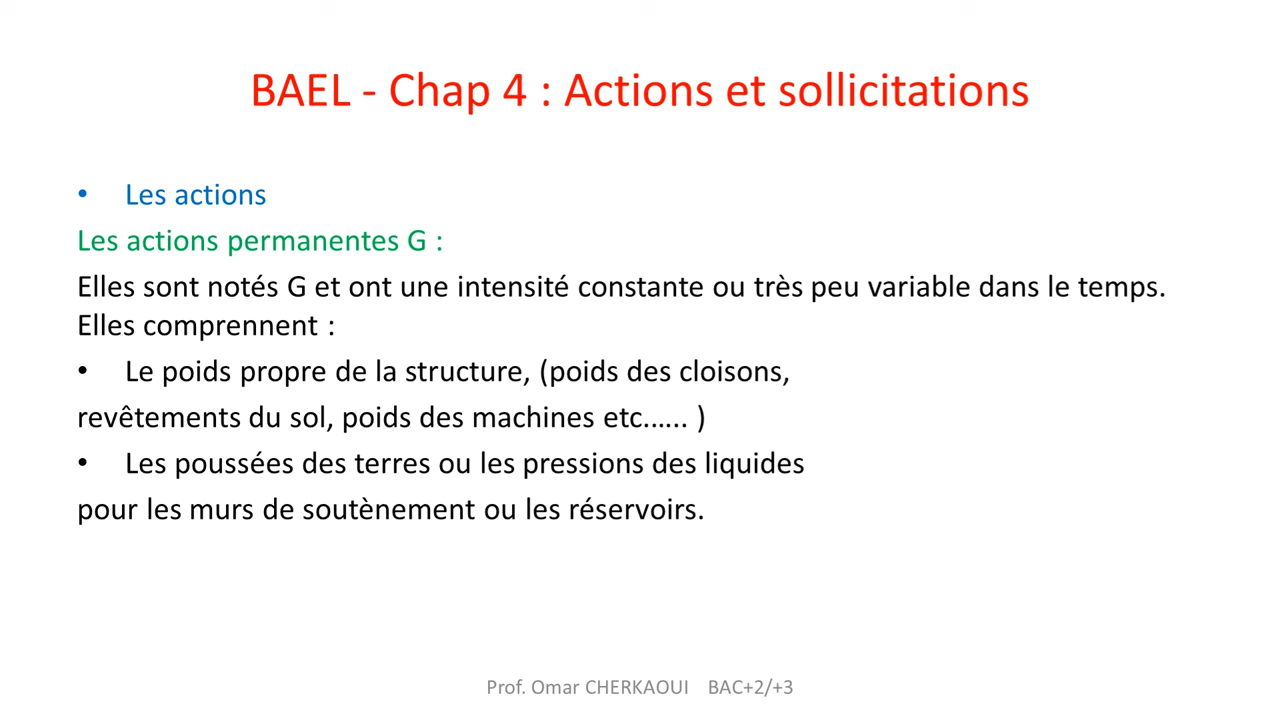 BAEL - Chap 4 : Actions et sollicitations
• Les actions
Les actions permanentes G :
Elles sont notés G et ont une intensité constante ou très peu variable dans le temps.
Elles comprennent :
• Le poids propre de la structure, (poids des cloisons,
revêtements du sol, poids des machines etc...... )
• Les poussées des terres ou les pressions des liquides
pour les murs de soutènement ou les réservoirs.
Prof. Omar CHERKAOUI BAC+2/+3